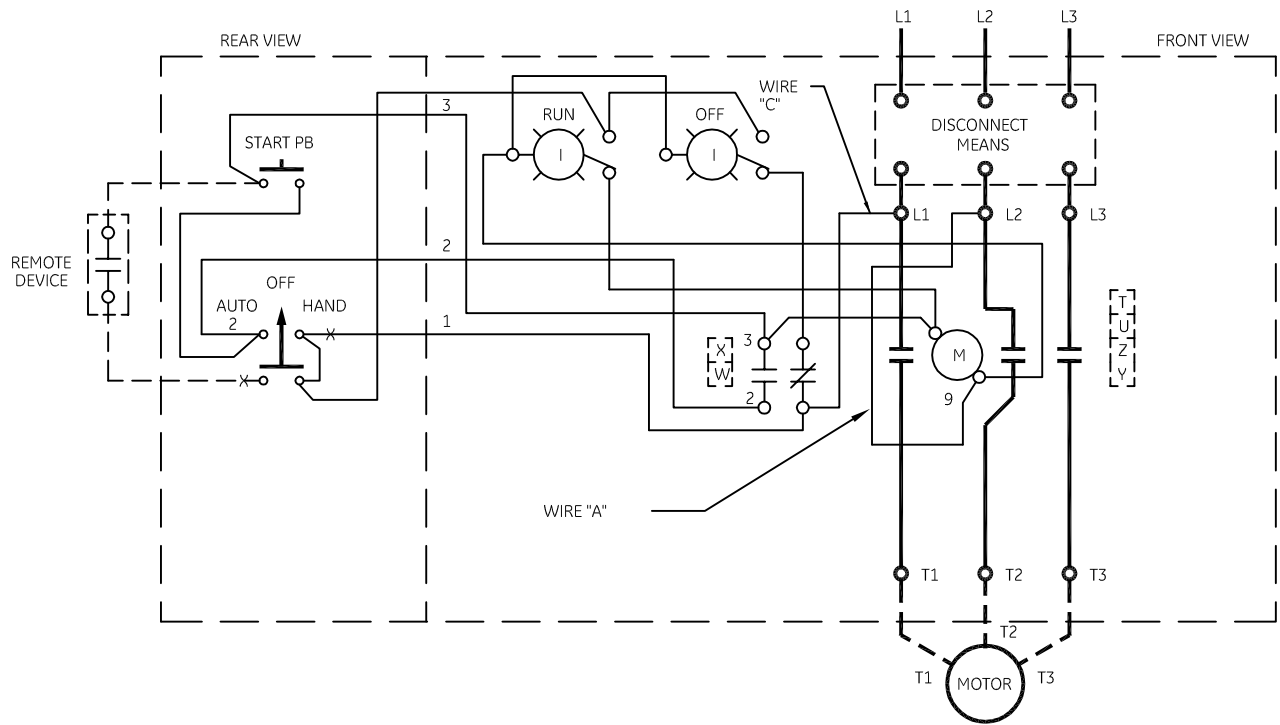 L1
L2
L3
REAR VIEW
FRONT VIEW
WIRE
"C"
3
RUN
OFF
DISCONNECT
MEANS
START PB
I
I
L1
L2
L3
2
REMOTE
DEVICE
OFF
AUTO
HAND
2
X
1
T
U
Z
Y
X
W
3
M
X
2
9
WIRE "A"
T1
T2
T3
T2
T1
MOTOR
T3